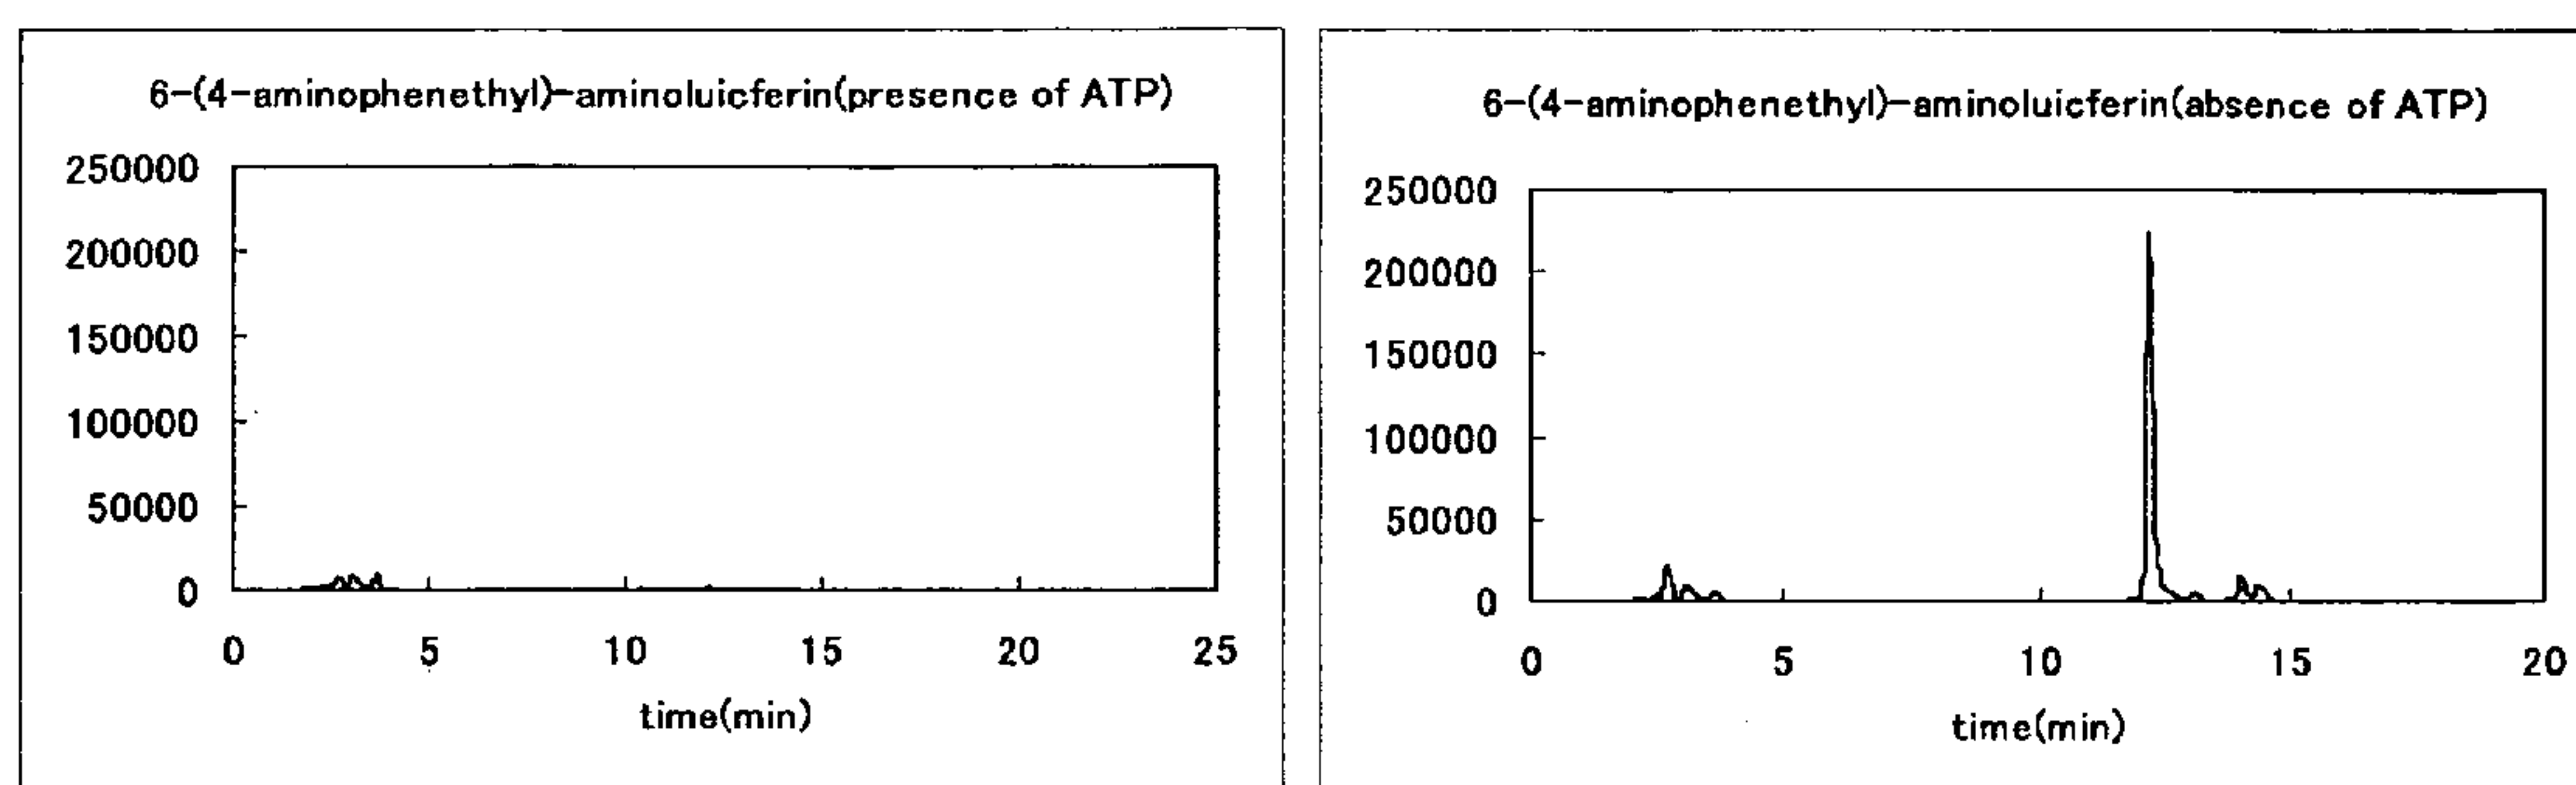 6-(4-aminophenethyl)-aminoluicferin(presence of ATP)
250000
200000
150000
100000
50000
0
0 5 10 15 20 25
time(min)
6-(4-aminophenethyl)-aminoluicferin(absence of ATP)
250000
200000
150000
100000
50000
0
0 5 10 15 20
time(min)